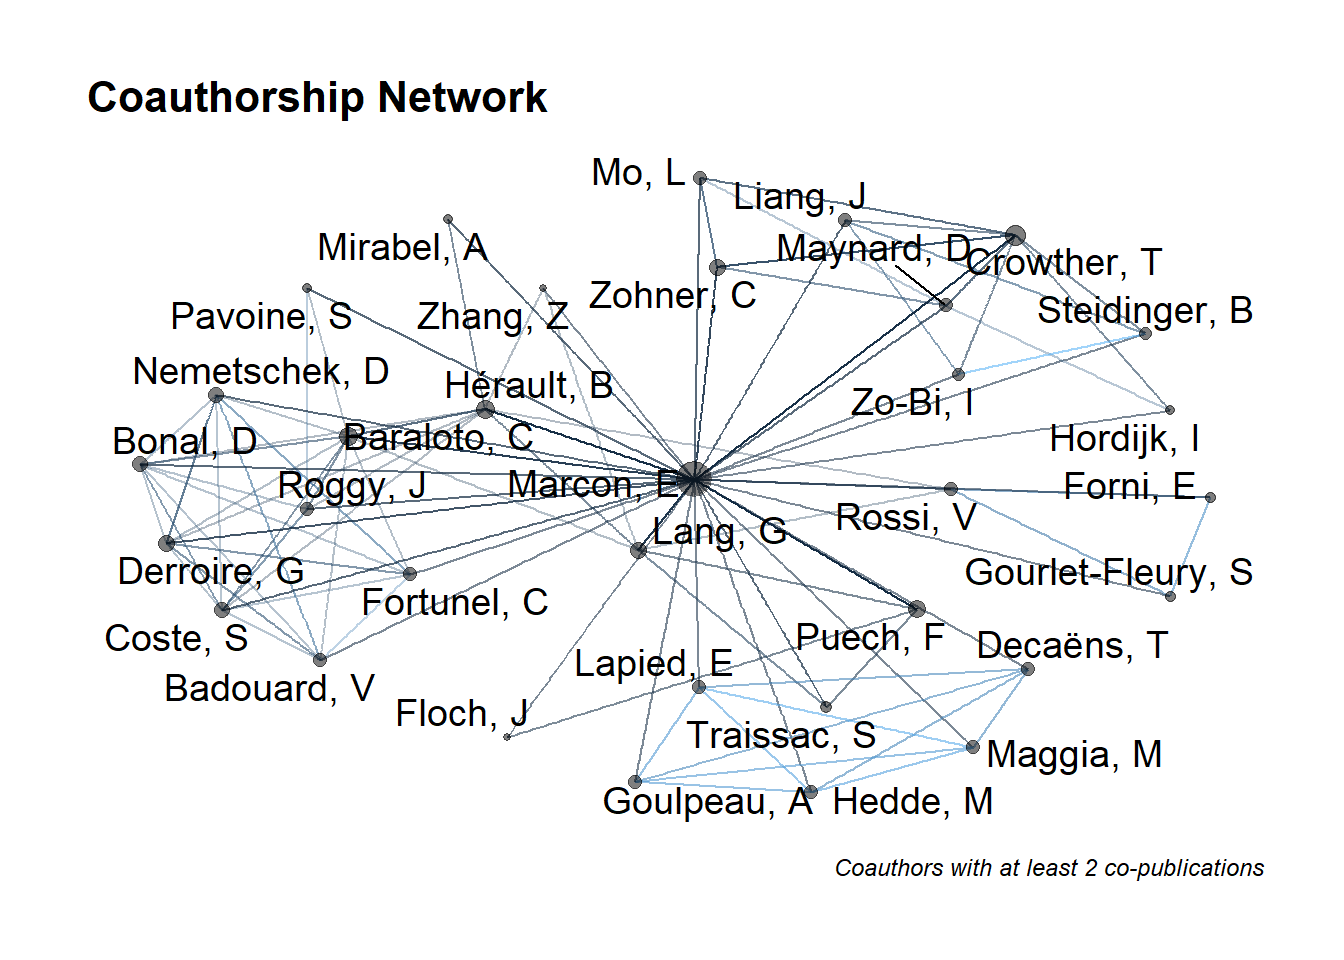 Coauthorship Network
Mo, L
Liang, J
Mirabel, A
Maynard, D
Crowther, T
Zohner, C
Steidinger, B
Pavoine, S
Zhang, Z
Nemetschek, D
Hérault, B
Zo-Bi, I
Bonal, D
Baraloto, C
Hordijk, I
Roggy, J
Marcon, E
Forni, E
Lang, G
Rossi, V
Derroire, G
Gourlet-Fleury, S
Fortunel, C
Coste, S
Puech, F
Decaëns, T
Lapied, E
Badouard, V
Floch, J
Traissac, S
Maggia, M
Goulpeau, A
Hedde, M
Coauthors with at least 2 co-publications